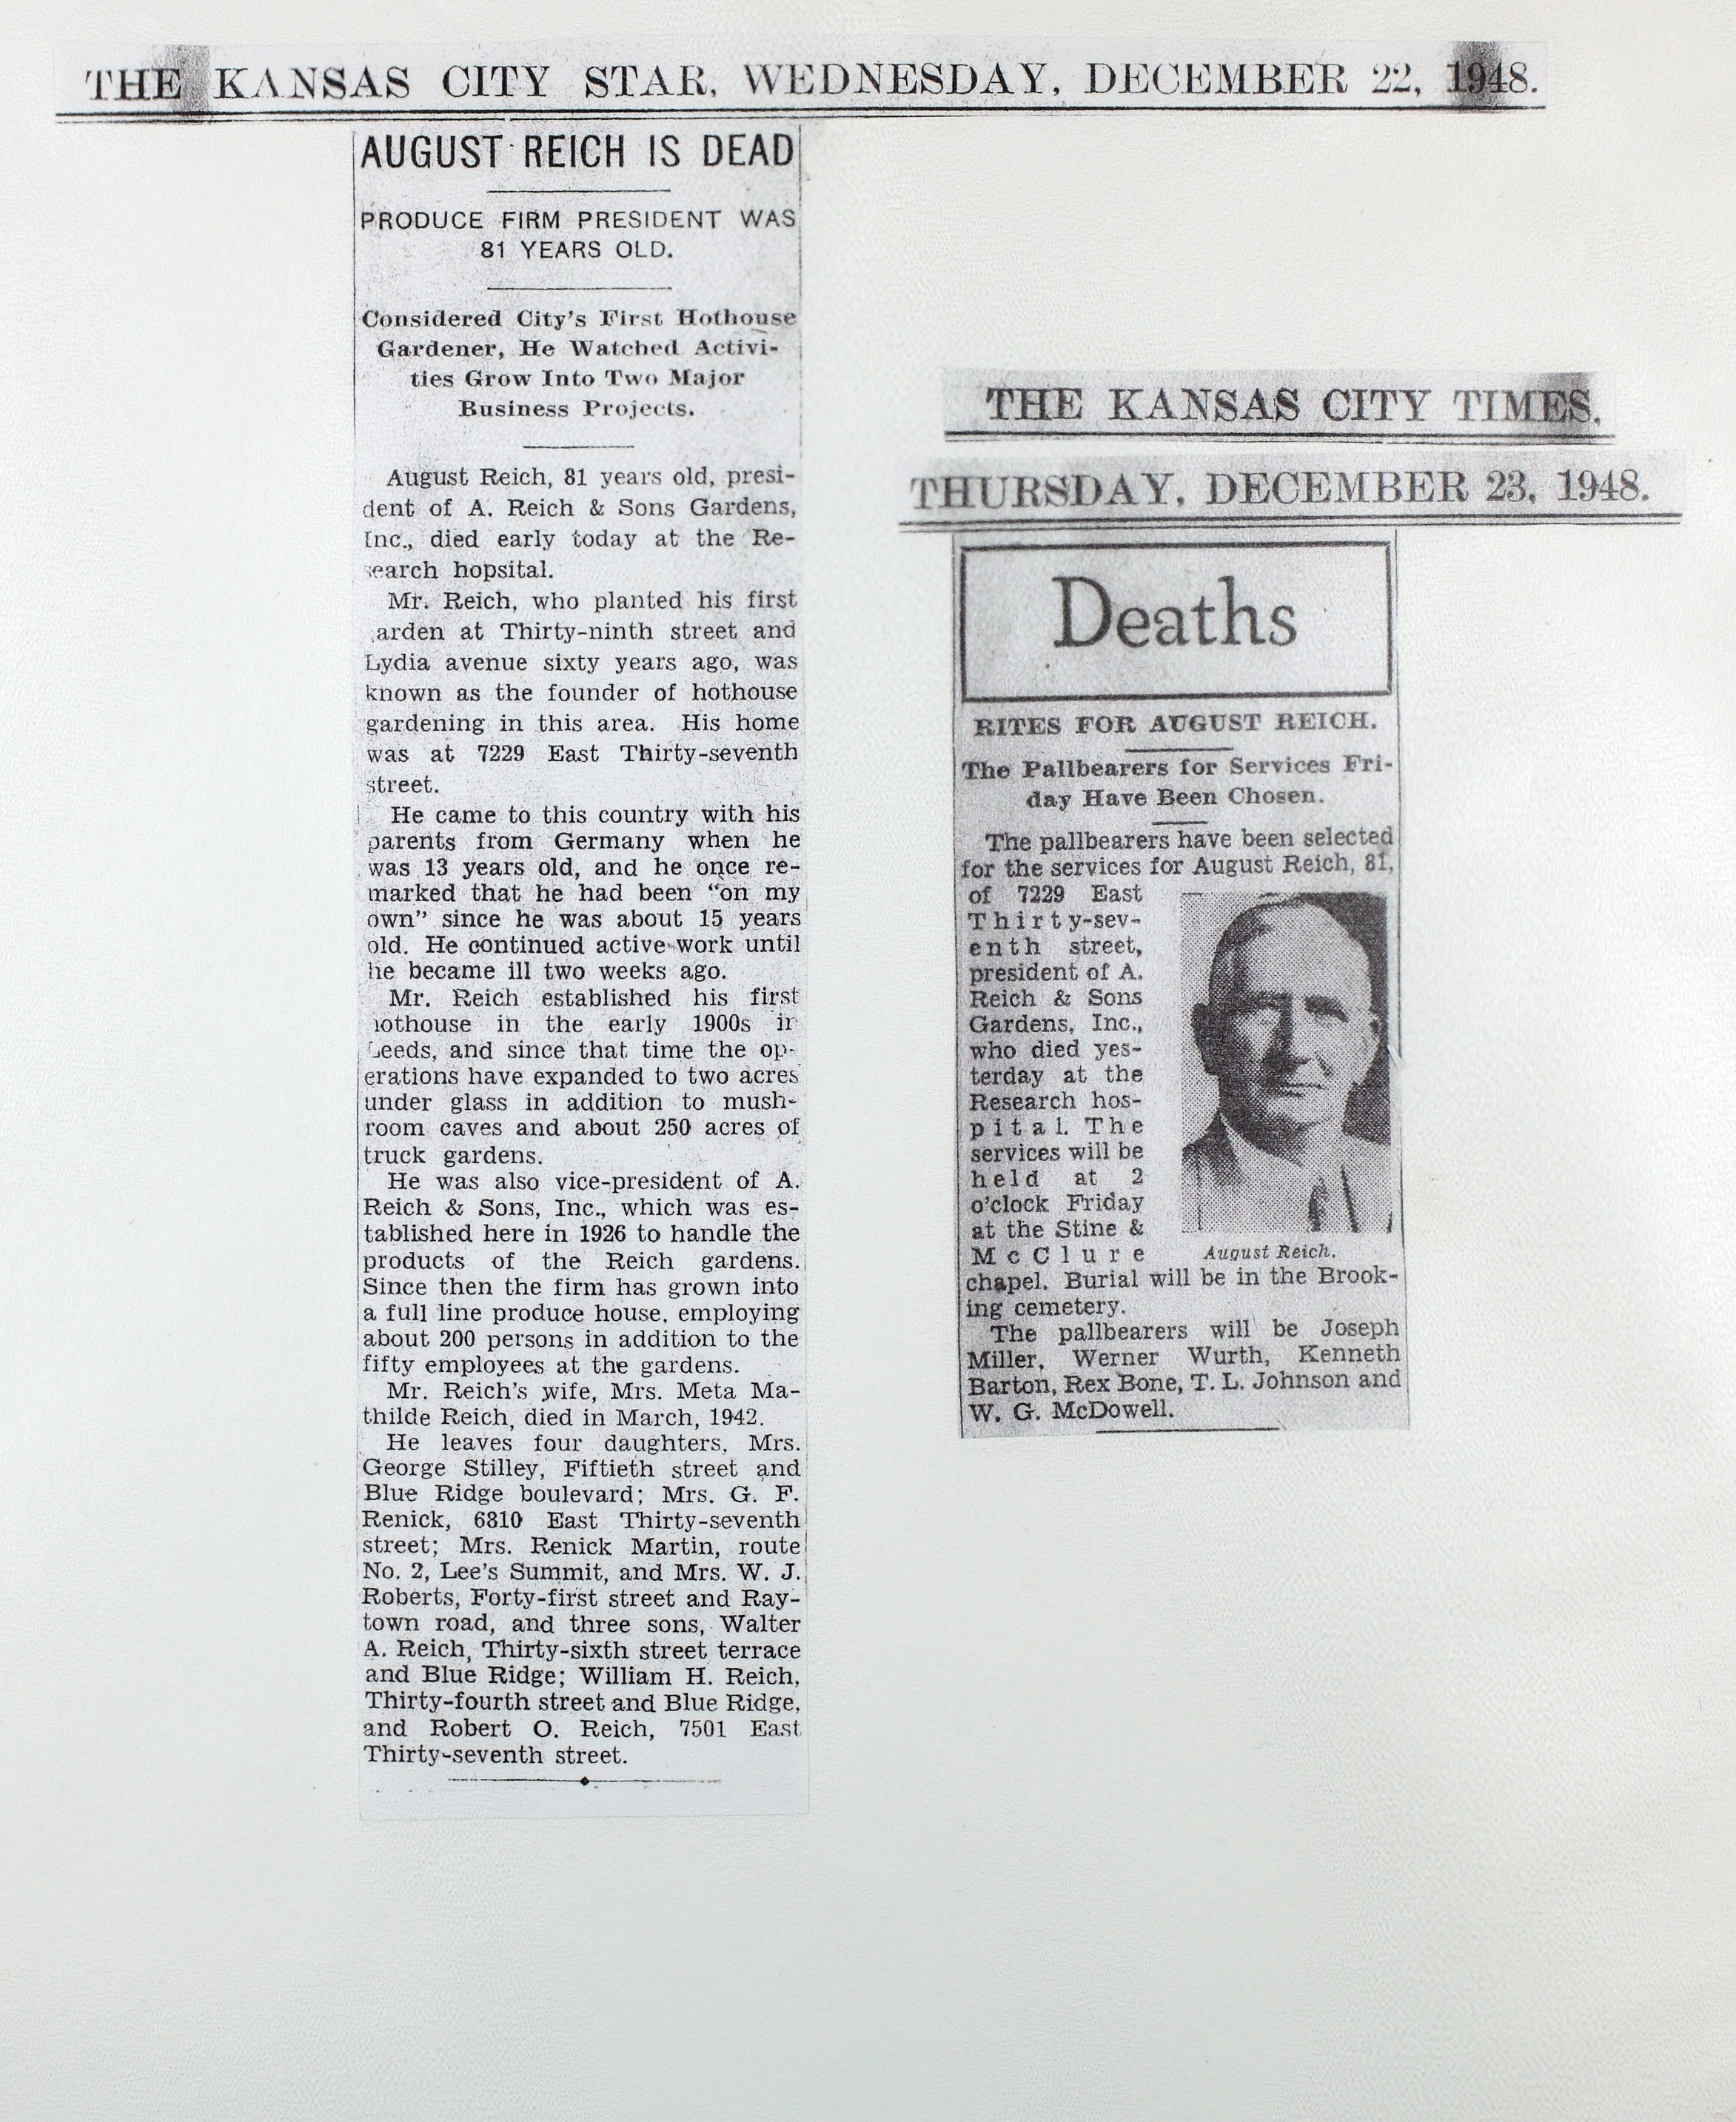 THE KANSAS CITY STAR, WEDNESDAY, DECEMBER 22, 1948.
AUGUST REICH IS DEAD
PRODUCE FIRM PRESIDENT WAS
81 YEARS OLD.
Considered City's First Hothouse
Gardener, He Watched Activi-
ties Grow Into Two Major
Business Projects.
August Reich, 81 years old, presi-
dent of A. Reich & Sons Gardens,
Inc., died early today at the Re-
search hopsital.
Mr. Reich, who planted his first
arden at Thirty-ninth street and
Lydia avenue sixty years ago, was
known as the founder of hothouse
gardening in this area. His home
was at 7229 East Thirty-seventh
street.
He came to this country with his
parents from Germany when he
was 13 years old, and he once re-
marked that he had been "on my
own" since he was about 15 years
old. He continued active work until
he became ill two weeks ago.
Mr. Reich established his first
hothouse in the early 1900s in
Leeds, and since that time the op-
erations have expanded to two acres
under glass in addition to mush-
room caves and about 250 acres of
truck gardens.
He was also vice-president of A.
Reich & Sons, Inc., which was es-
tablished here in 1926 to handle the
products of the Reich gardens.
Since then the firm has grown into
a full line produce house, employing
about 200 persons in addition to the
fifty employees at the gardens.
Mr. Reich's wife, Mrs. Meta Ma-
thilde Reich, died in March, 1942.
He leaves four daughters, Mrs.
George Stilley, Fiftieth street and
Blue Ridge boulevard; Mrs. G. F.
Renick, 6810 East Thirty-seventh
street; Mrs. Renick Martin, route
No. 2, Lee's Summit, and Mrs. W. J.
Roberts, Forty-first street and Ray-
town road, and three sons, Walter
A. Reich, Thirty-sixth street terrace
and Blue Ridge; William H. Reich,
Thirty-fourth street and Blue Ridge,
and Robert O. Reich, 7501 East
Thirty-seventh street.
THE KANSAS CITY TIMES,
THURSDAY, DECEMBER 23, 1948.
Deaths
RITES FOR AUGUST REICH.
The Pallbearers for Services Fri-
day Have Been Chosen.
The pallbearers have been selected
for the services for August Reich, 81,
of 7229 East
Thirty-sev-
enth street,
president of A.
Reich & Sons
Gardens, Inc.,
who died yes-
terday at the
Research hos-
pital. The
services will be
held at 2
o'clock Friday
at the Stine &
McClure
August Reich.
chapel. Burial will be in the Brook-
ing cemetery.
The pallbearers will be Joseph
Miller, Werner Wurth, Kenneth
Barton, Rex Bone, T. L. Johnson and
W. G. McDowell.